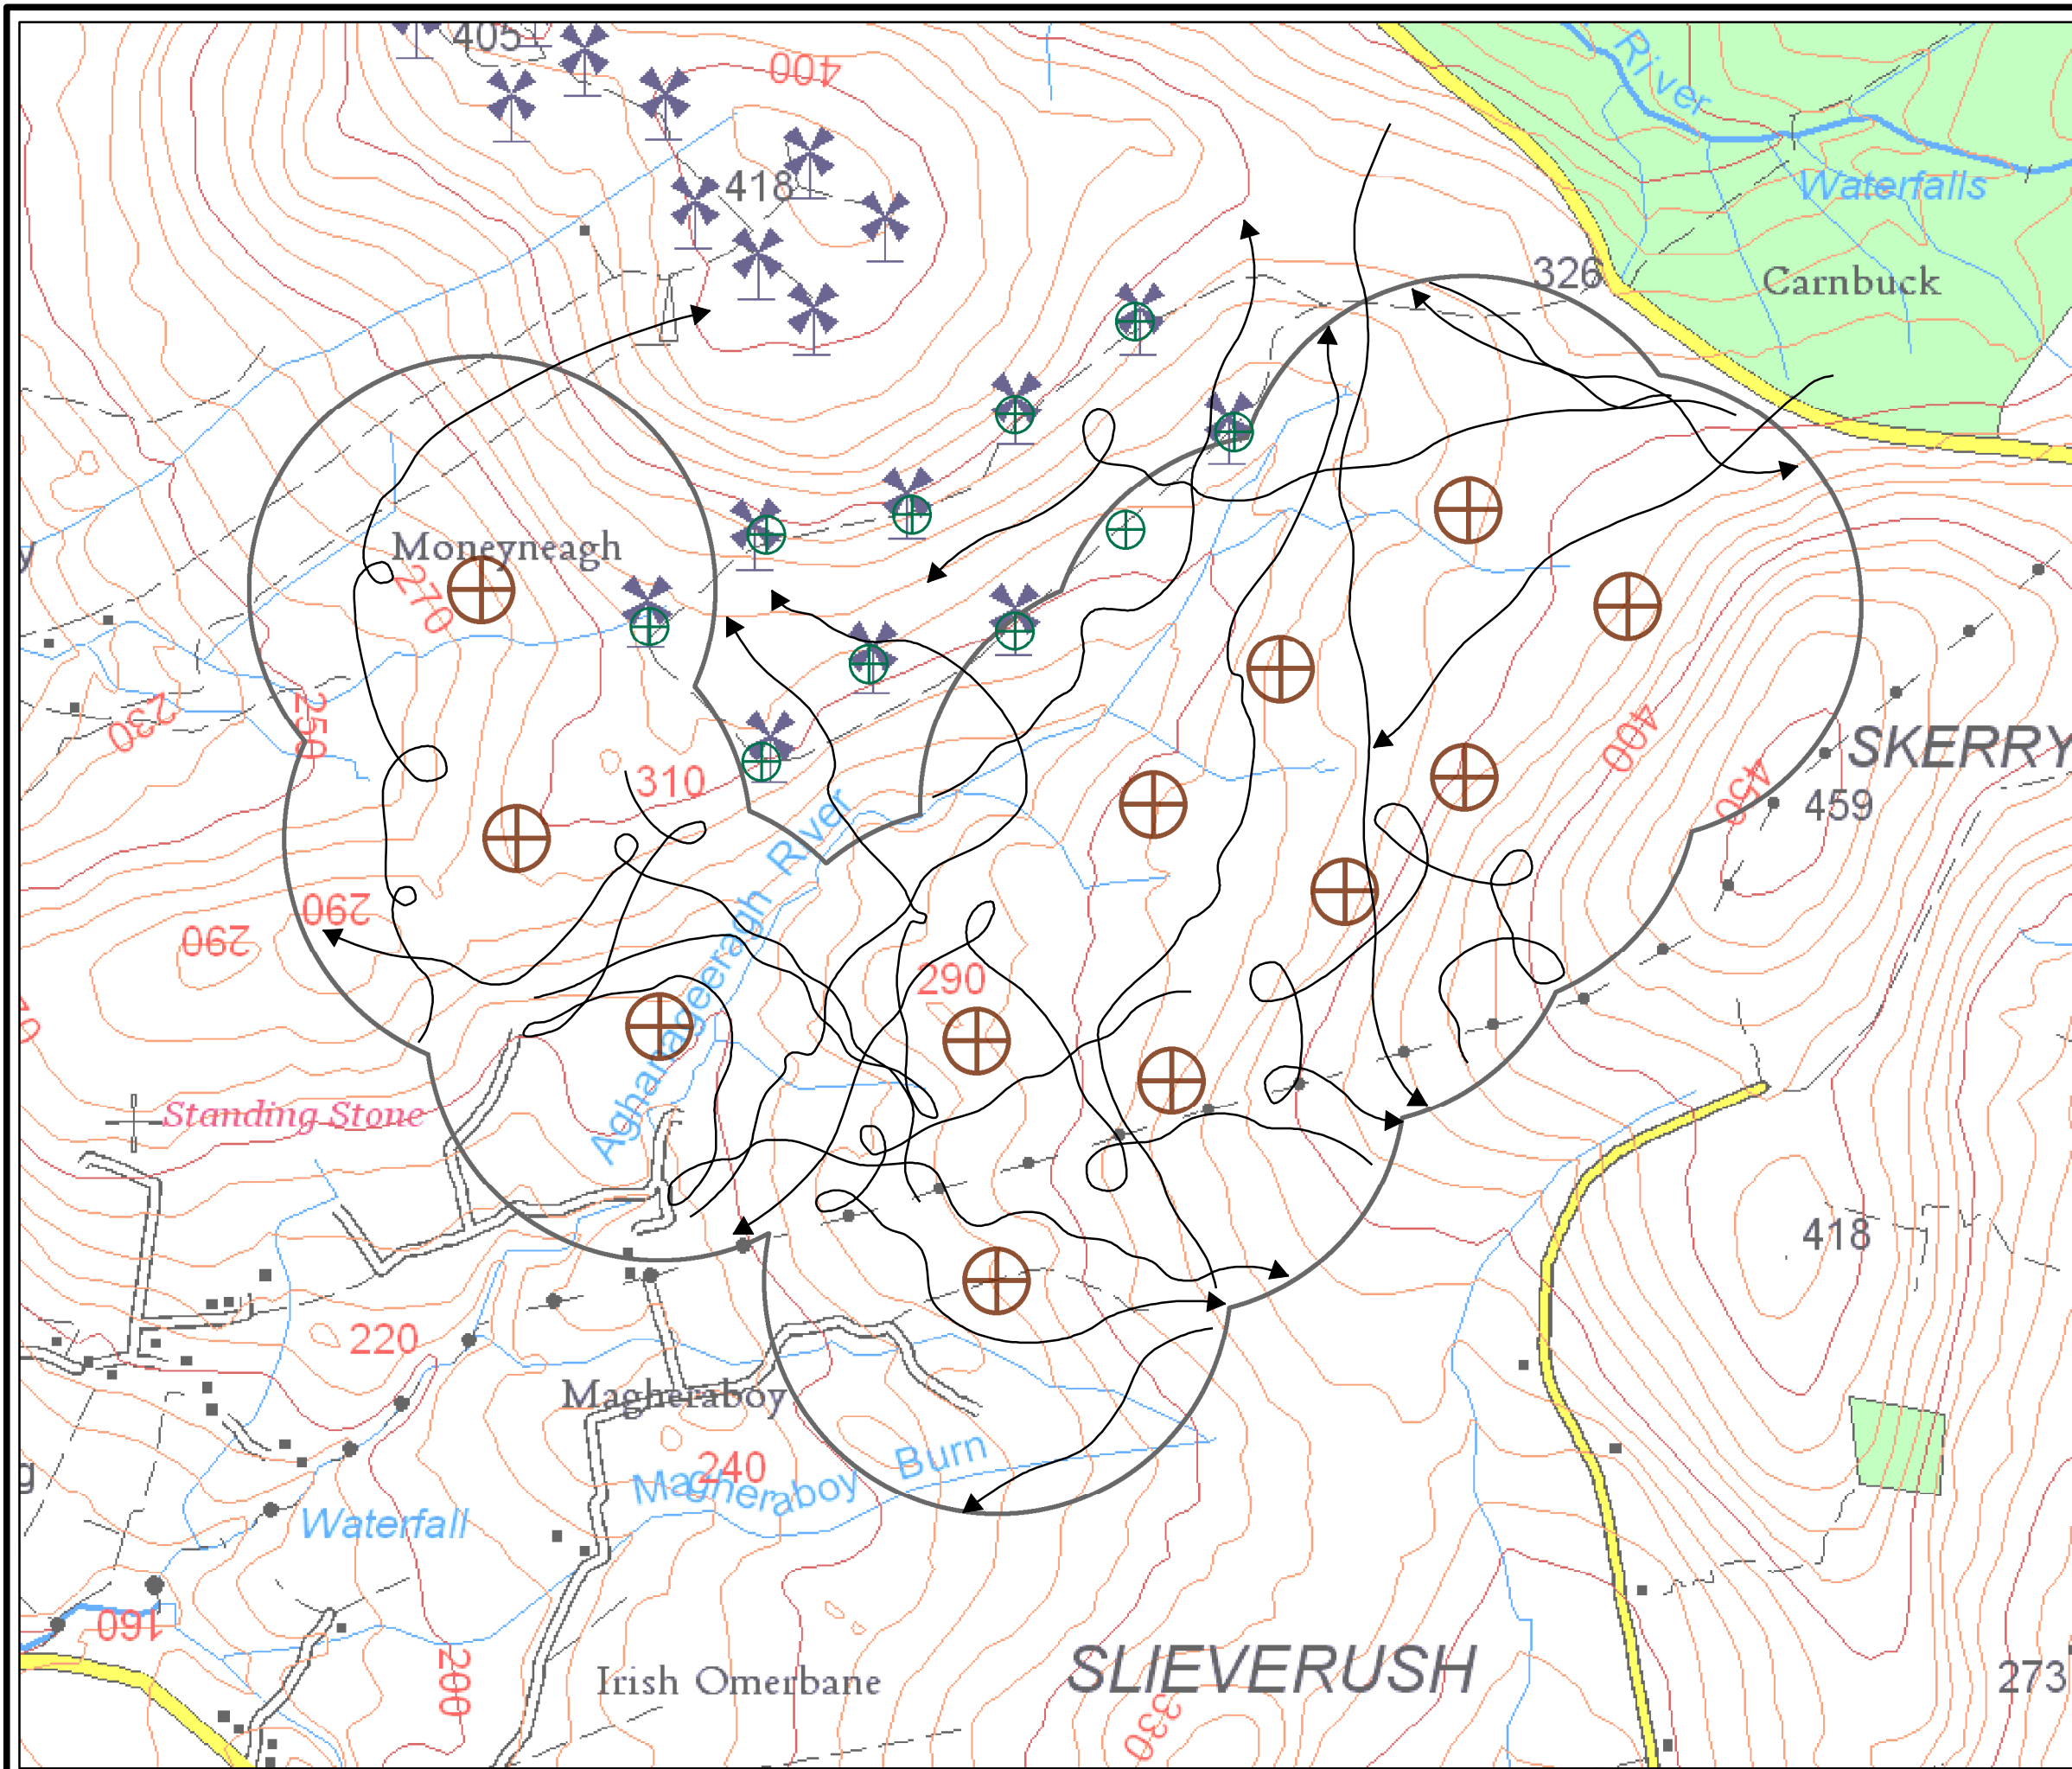 405
400
River
418
Waterfalls
326
Carnbuck
Moneyneagh
y
270
250
230
400
SKERRY
310
450
459
Aghanageeragh River
290
290
290
Standing Stone
418
220
Magheraboy
240
Magheraboy Burn
g
Waterfall
160
200
Irish Omerbane
SLIEVERUSH
273
330